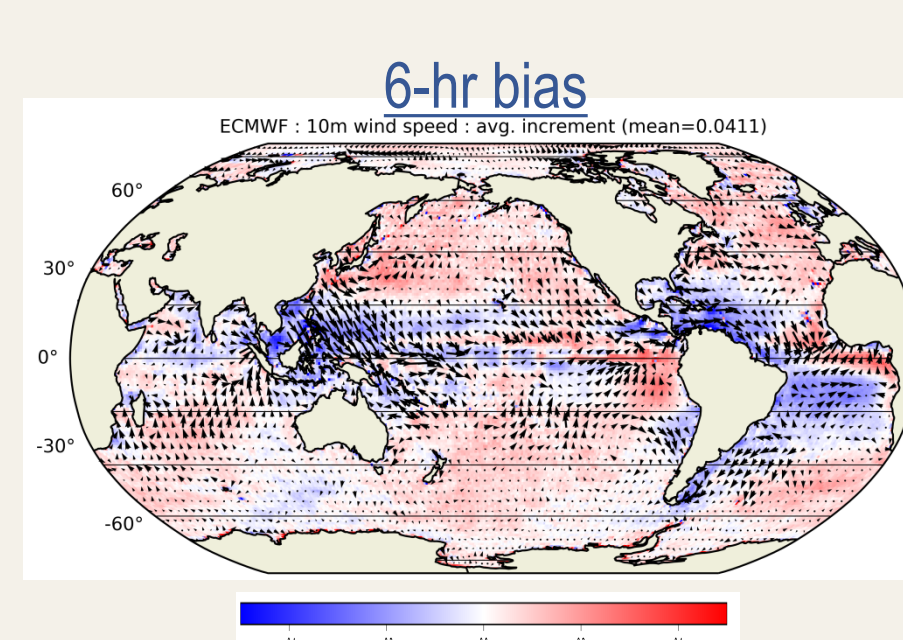 6-hr bias
ECMWF : 10m wind speed : avg. increment (mean=0.0411)
60°
30°
0°
-30°
-60°